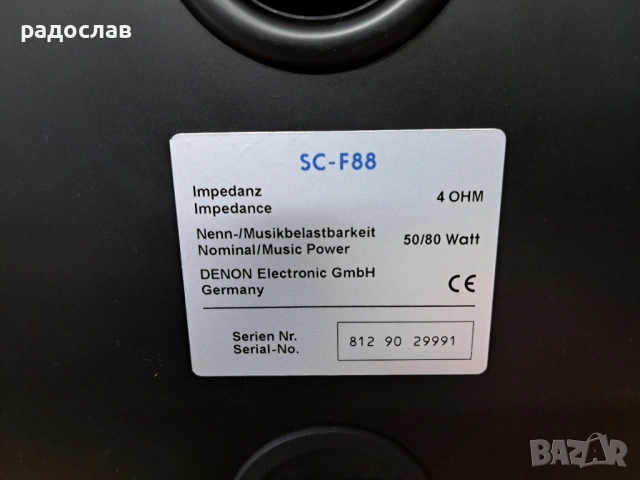 радослав
SC-F88
Impedanz
Impedance 4 OHM
Nenn-/Musikbelastbarkeit
Nominal/Music Power 50/80 Watt
DENON Electronic GmbH
Germany CE
Serien Nr.
Serial-No. 812 90 29991
BAZAR